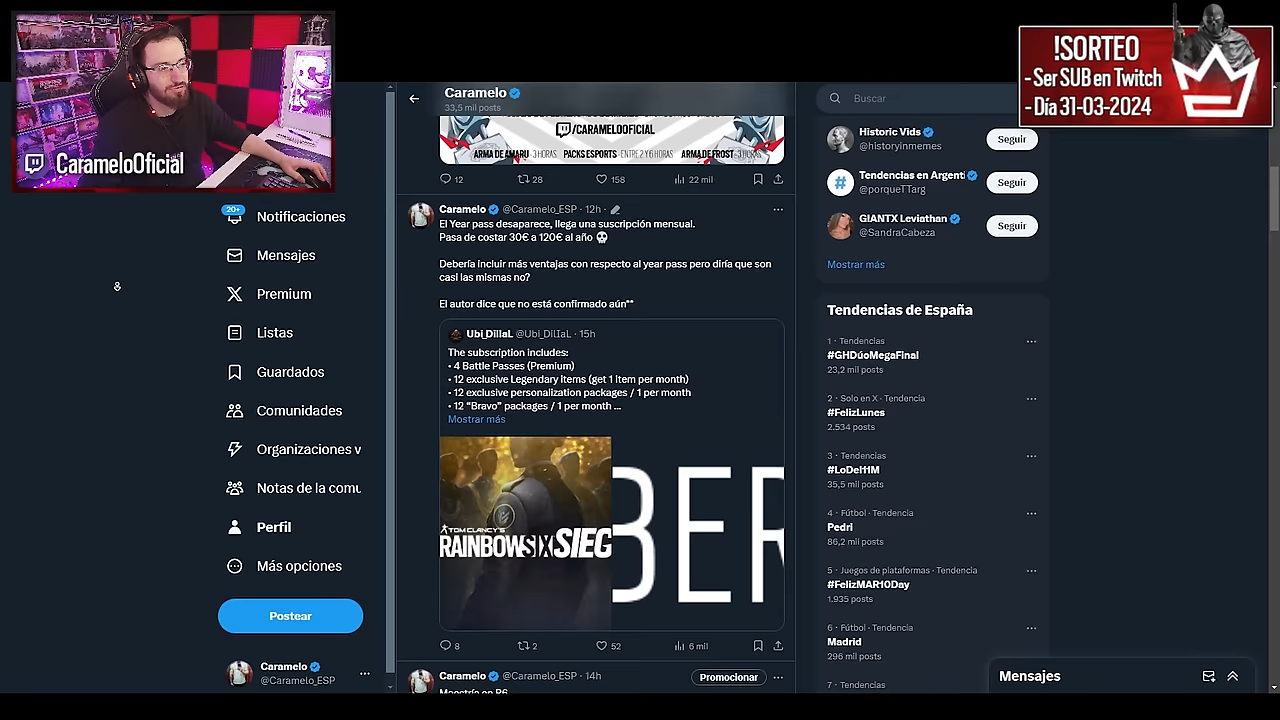 CarameloOficial
!SORTEO
- Ser SUB en Twitch
- Día 31-03-2024
20+
Notificaciones
Mensajes
Premium
Listas
Guardados
Comunidades
Organizaciones v
Notas de la comu
Perfil
Más opciones
Postear
Caramelo
@Caramelo_ESP
Caramelo
33,5 mil posts
/CARAMELOOFICIAL
ARMA DE AMARU 3 HORAS PACKS ESPORTS ENTRE 2 Y 6 HORAS ARMA DE FROST
12 28 158 22 mil
Caramelo @Caramelo_ESP · 12h ·
El Year pass desaparece, llega una suscripción mensual.
Pasa de costar 30€ a 120€ al año
Debería incluir más ventajas con respecto al year pass pero diría que son
casi las mismas no?
El autor dice que no está confirmado aún**
Ubi_DillaL @Ubi_DilIaL · 15h
The subscription includes:
• 4 Battle Passes (Premium)
• 12 exclusive Legendary Items (get 1 item per month)
• 12 exclusive personalization packages / 1 per month
• 12 “Bravo” packages / 1 per month ...
Mostrar más
TOM CLANCY'S
RAINBOWSIX SIEG
BER
8 2 52 6 mil
Caramelo @Caramelo_ESP · 14h
Promocionar
Maestría en R6
Buscar
Historic Vids
@historyinmemes
Seguir
Tendencias en Argenti
@porqueTTarg
Seguir
GIANTX Leviathan
@SandraCabeza
Seguir
Mostrar más
Tendencias de España
1 · Tendencias
#GHDúoMegaFinal
23,2 mil posts
2 · Solo en X · Tendencia
#FelizLunes
2.534 posts
3 · Tendencias
#LoDel11M
35,5 mil posts
4 · Fútbol · Tendencia
Pedri
86,2 mil posts
5 · Juegos de plataformas · Tendencia
#FelizMAR10Day
1.935 posts
6 · Fútbol · Tendencia
Madrid
296 mil posts
7 · Tendencias
Mensajes